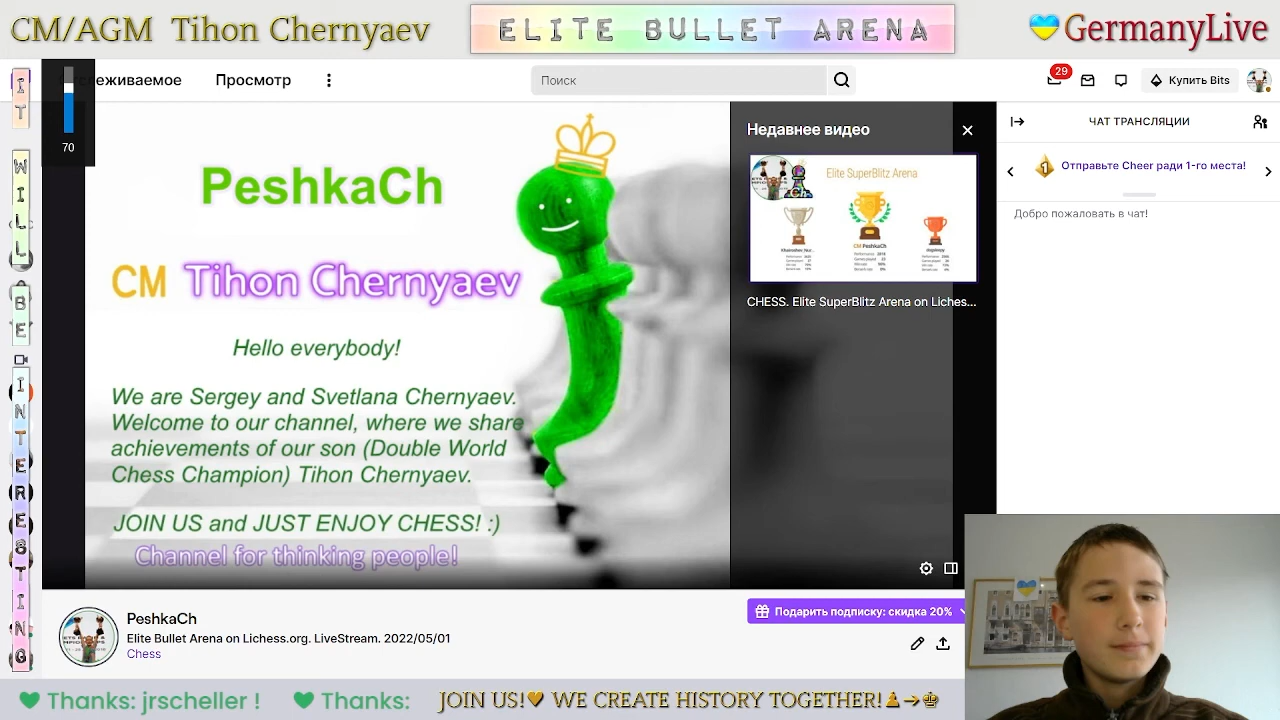 CM/AGM Tihon Chernyaev
ELITE BULLET ARENA
GermanyLive
слеживаемое
Просмотр
Поиск
29
Купить Bits
70
IT WILL BE INTERESTING
PeshkaCh
CM Tihon Chernyaev
Hello everybody!
We are Sergey and Svetlana Chernyaev.
Welcome to our channel, where we share
achievements of our son (Double World
Chess Champion) Tihon Chernyaev.
JOIN US and JUST ENJOY CHESS! :)
Channel for thinking people!
Недавнее видео
Elite SuperBlitz Arena
CM PeshkaCh
CHESS. Elite SuperBlitz Arena on Liches...
ЧАТ ТРАНСЛЯЦИИ
1
Отправьте Cheer ради 1-го места!
Добро пожаловать в чат!
PeshkaCh
Elite Bullet Arena on Lichess.org. LiveStream. 2022/05/01
Chess
Подарить подписку: скидка 20%
Thanks: jrscheller !
Thanks:
JOIN US! WE CREATE HISTORY TOGETHER!